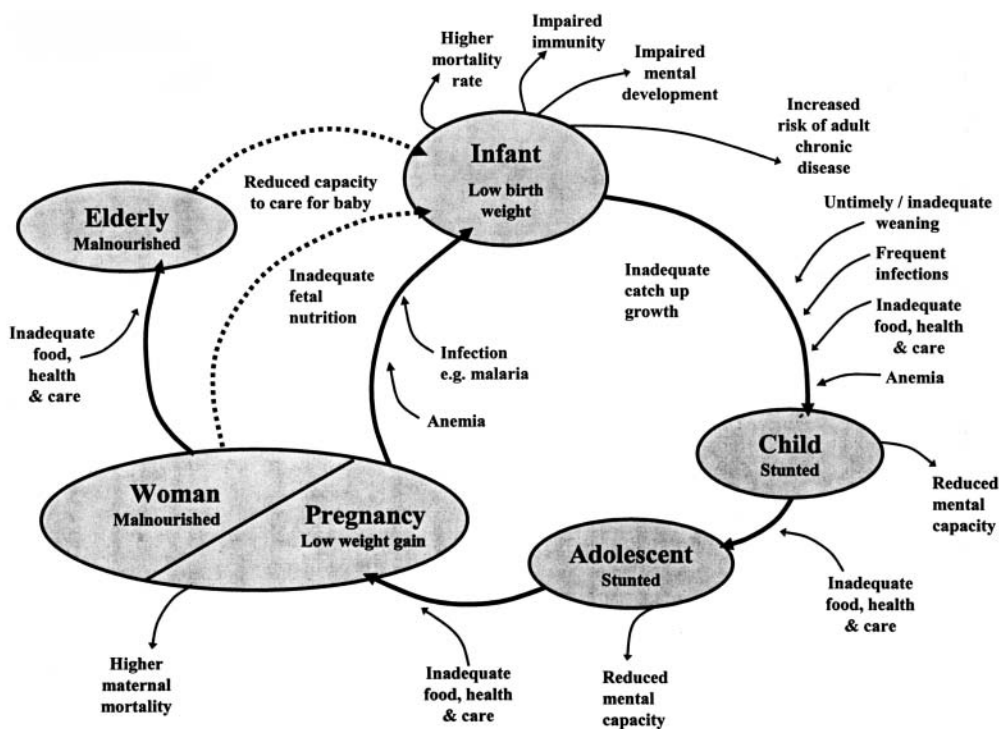 Higher
mortality
rate
Impaired
immunity
Impaired
mental
development
Increased
risk of adult
chronic
disease
Infant
Low birth
weight
Elderly
Malnourished
Reduced capacity
to care for baby
Untimely / inadequate
weaning
Frequent
infections
Inadequate
food, health
& care
Anemia
Inadequate
catch up
growth
Inadequate
fetal
nutrition
Inadequate
food,
health
& care
Infection
e.g. malaria
Anemia
Child
Stunted
Reduced
mental
capacity
Woman
Malnourished
Pregnancy
Low weight gain
Adolescent
Stunted
Inadequate
food, health
& care
Higher
maternal
mortality
Inadequate
food, health
& care
Reduced
mental
capacity